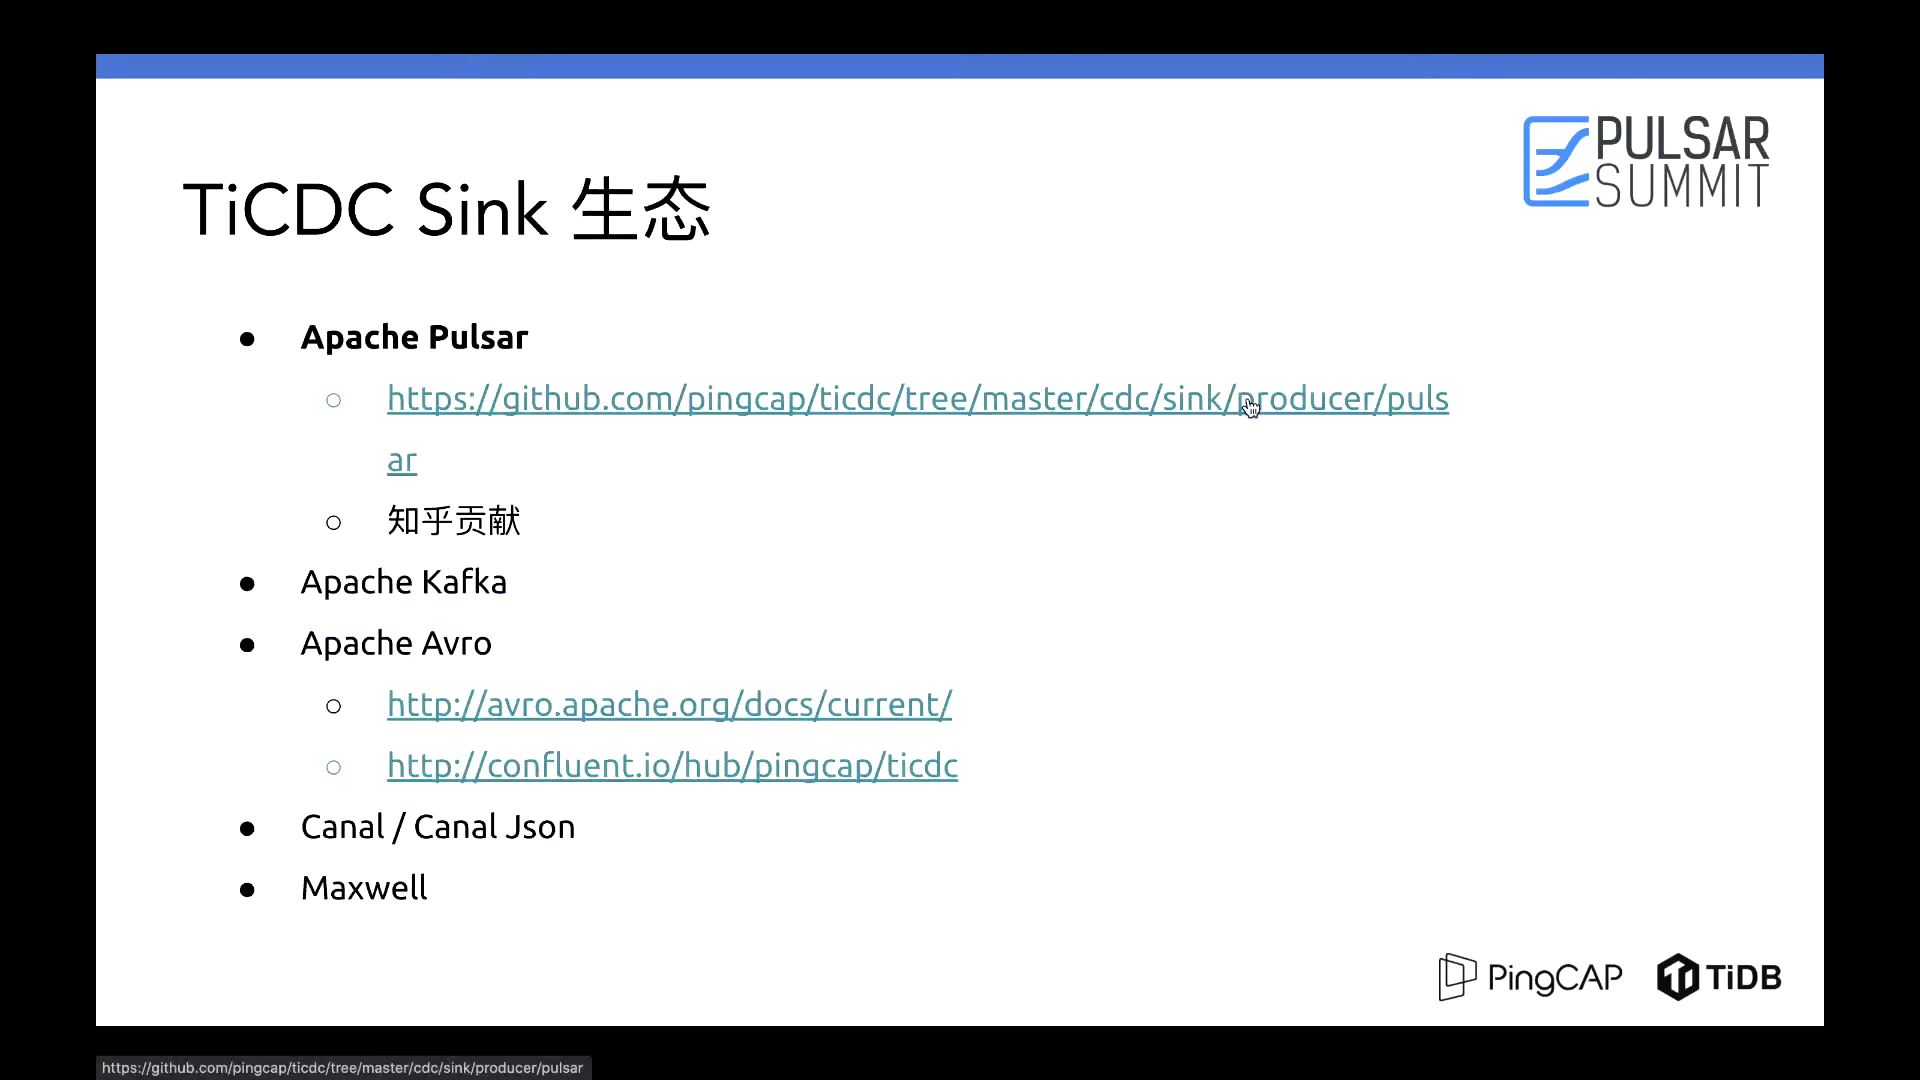 PULSAR
SUMMIT
TiCDC Sink 生态
● Apache Pulsar
○ https://github.com/pingcap/ticdc/tree/master/cdc/sink/producer/puls
ar
○ 知乎贡献
● Apache Kafka
● Apache Avro
○ http://avro.apache.org/docs/current/
○ http://confluent.io/hub/pingcap/ticdc
● Canal / Canal Json
● Maxwell
PingCAP TiDB
https://github.com/pingcap/ticdc/tree/master/cdc/sink/producer/pulsar